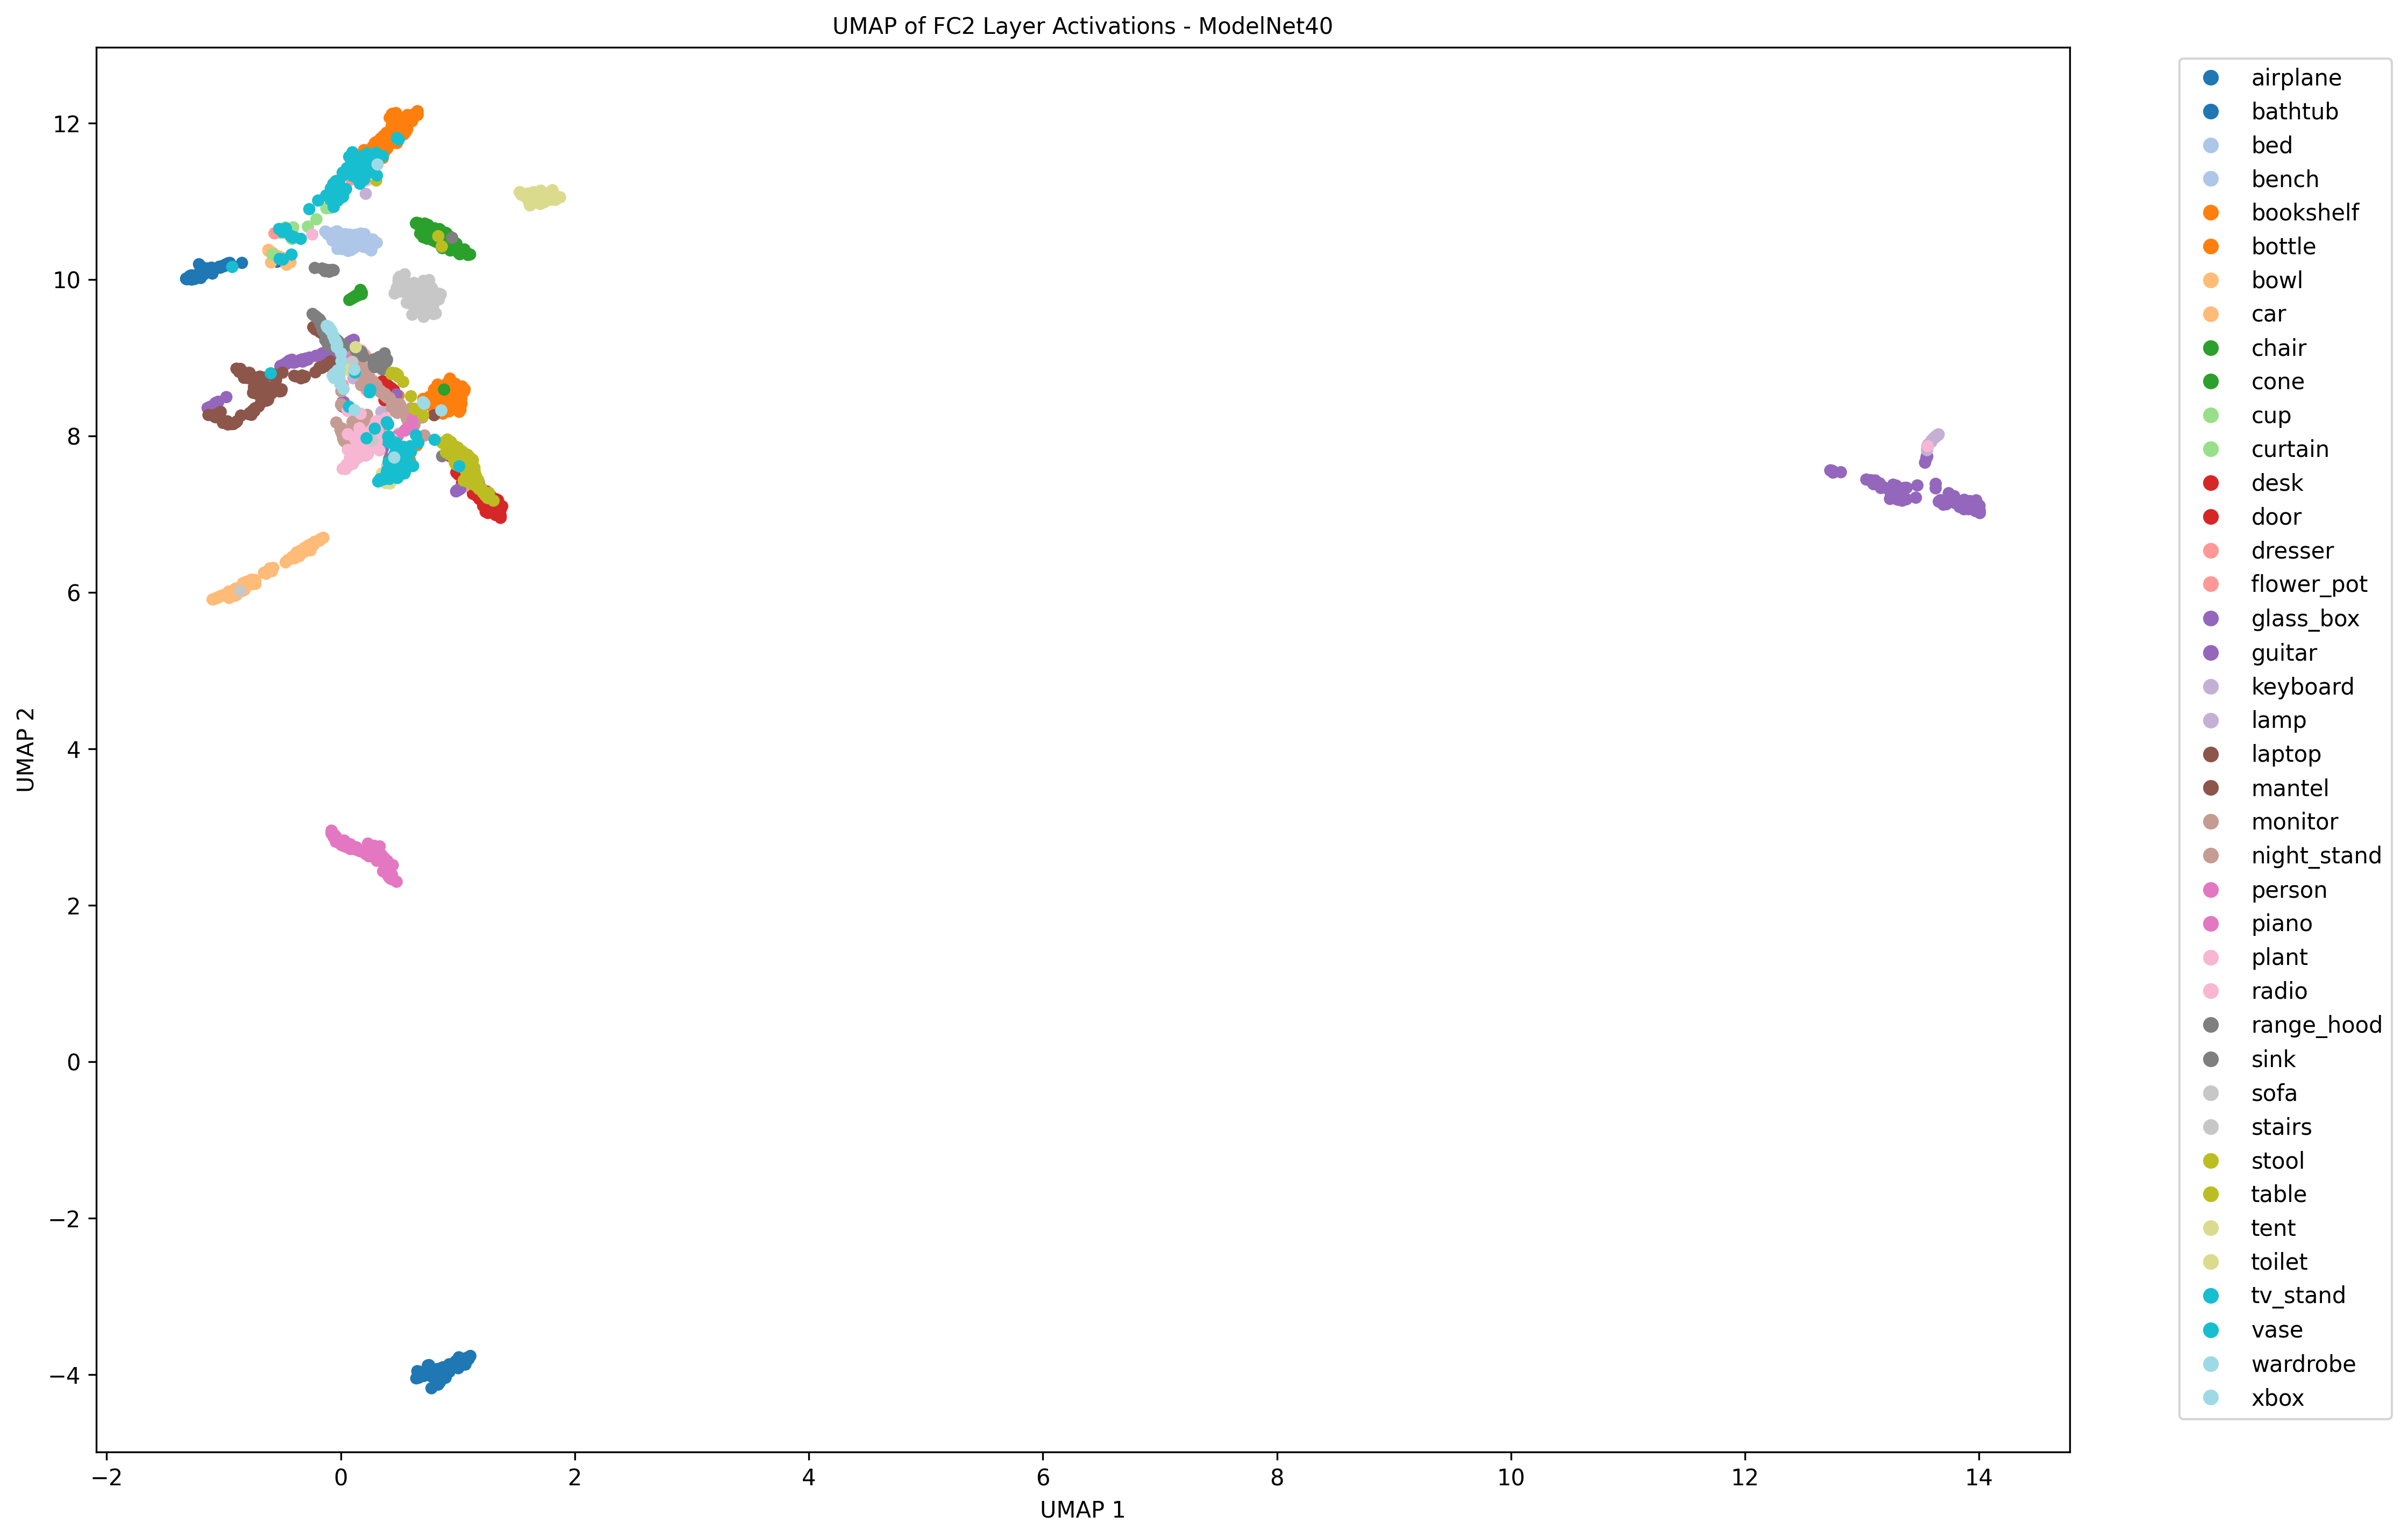 UMAP of FC2 Layer Activations - ModelNet40
12
10
8
6
4
2
0
−2
−4
UMAP 2
−2
0
2
4
6
8
10
12
14
UMAP 1
airplane
bathtub
bed
bench
bookshelf
bottle
bowl
car
chair
cone
cup
curtain
desk
door
dresser
flower_pot
glass_box
guitar
keyboard
lamp
laptop
mantel
monitor
night_stand
person
piano
plant
radio
range_hood
sink
sofa
stairs
stool
table
tent
toilet
tv_stand
vase
wardrobe
xbox